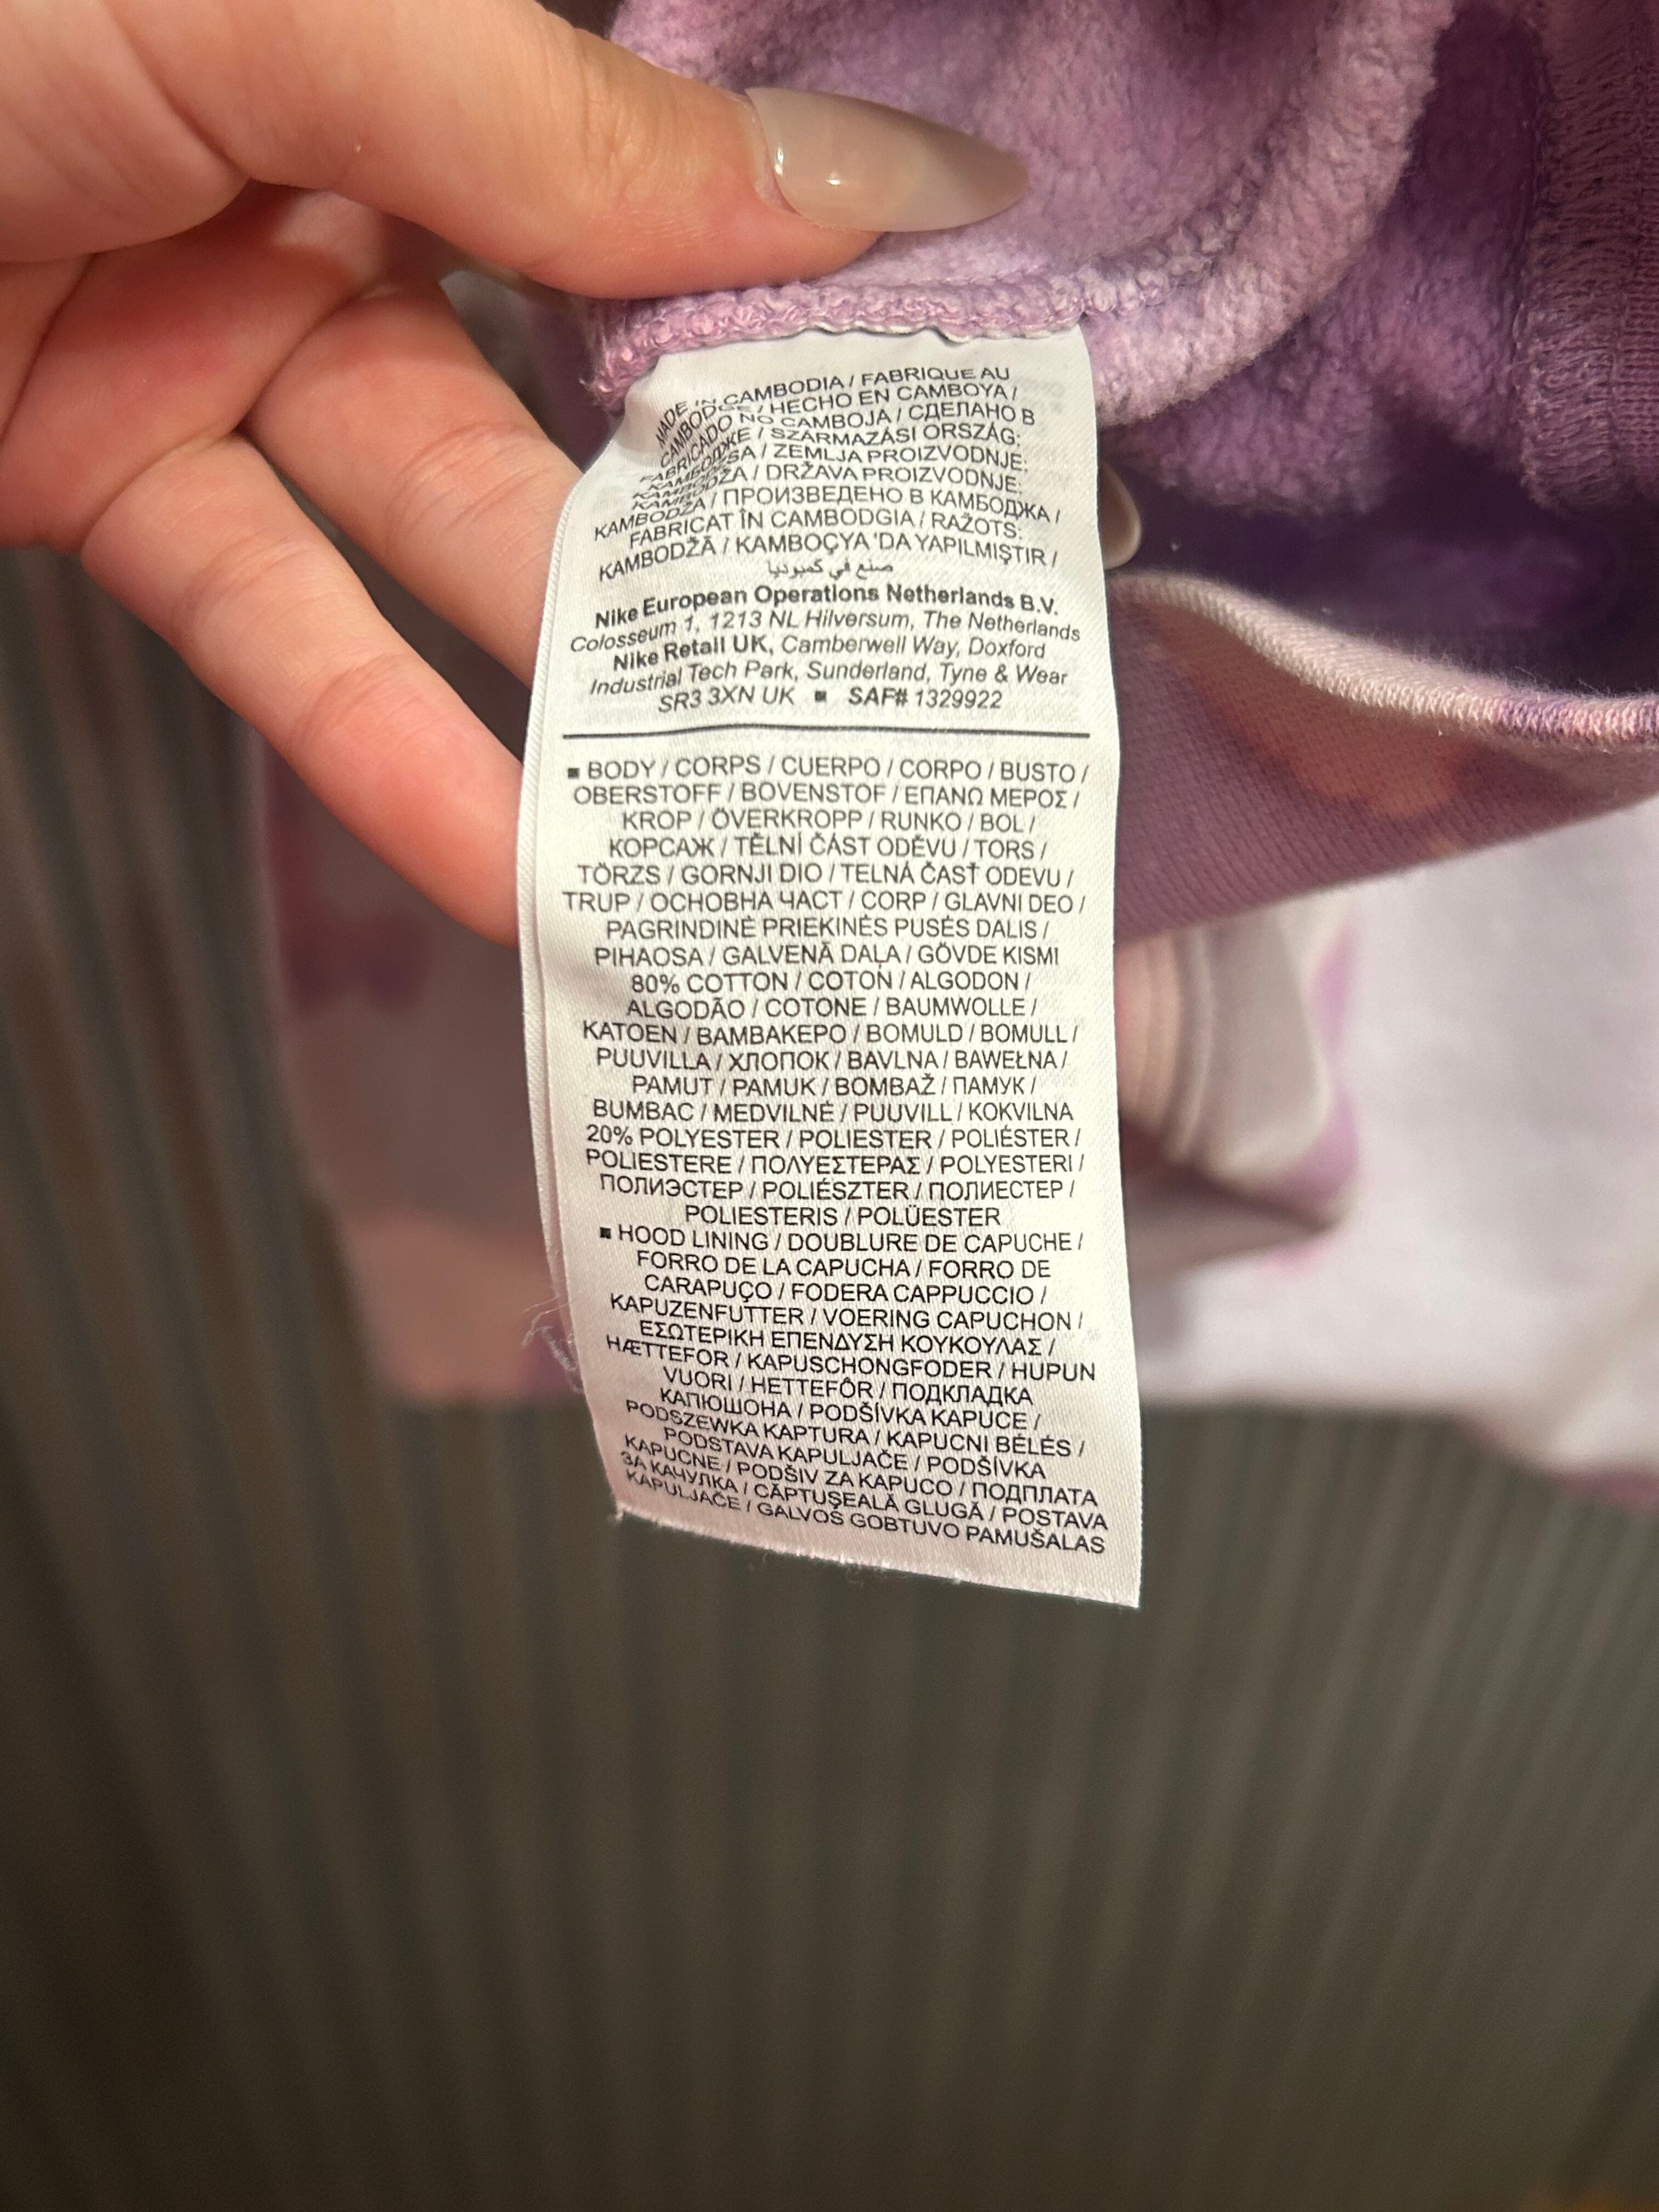 MADE IN CAMBODIA / FABRIQUE AU
CAMBODGE / HECHO EN CAMBOYA /
FABRICADO NO CAMBOJA / СДЕЛАНО В
КАМБОДЖЕ / SZÁRMAZÁSI ORSZÁG:
KAMBODZSA / ZEMLJA PROIZVODNJE:
KAMBODŽA / DRŽAVA PROIZVODNJE:
KAMBODŽA / ПРОИЗВЕДЕНО В КАМБОДЖА /
FABRICAT ÎN CAMBODGIA / RAŽOTS:
KAMBODŽĀ / KAMBOÇYA 'DA YAPILMIŞTIR /
صنع في كمبوديا
Nike European Operations Netherlands B.V.
Colosseum 1, 1213 NL Hilversum, The Netherlands
Nike Retail UK, Camberwell Way, Doxford
Industrial Tech Park, Sunderland, Tyne & Wear
SR3 3XN UK ■ SAF# 1329922
■ BODY / CORPS / CUERPO / CORPO / BUSTO /
OBERSTOFF / BOVENSTOF / ΕΠΑΝΩ ΜΕΡΟΣ /
KROP / ÖVERKROPP / RUNKO / BOL /
КОРСАЖ / TĚLNÍ ČÁST ODĚVU / TORS /
TÖRZS / GORNJI DIO / TELNÁ ČASŤ ODEVU /
TRUP / ОСНОВНА ЧАСТ / CORP / GLAVNI DEO /
PAGRINDINĖ PRIEKINĖS PUSĖS DALIS /
PIHAOSA / GALVENĀ DAĻA / GÖVDE KISMI
80% COTTON / COTON / ALGODON /
ALGODÃO / COTONE / BAUMWOLLE /
KATOEN / ΒΑΜΒΑΚΕΡΟ / BOMULD / BOMULL /
PUUVILLA / ХЛОПОК / BAVLNA / BAWEŁNA /
PAMUT / PAMUK / BOMBAŽ / ПАМУК /
BUMBAC / MEDVILNĖ / PUUVILL / KOKVILNA
20% POLYESTER / POLIESTER / POLIÉSTER /
POLIESTERE / ΠΟΛΥΕΣΤΕΡΑΣ / POLYESTERI /
ПОЛИЭСТЕР / POLIÉSZTER / ПОЛИЕСТЕР /
POLIESTERIS / POLÜESTER
■ HOOD LINING / DOUBLURE DE CAPUCHE /
FORRO DE LA CAPUCHA / FORRO DE
CARAPUÇO / FODERA CAPPUCCIO /
KAPUZENFUTTER / VOERING CAPUCHON /
ΕΣΩΤΕΡΙΚΗ ΕΠΕΝΔΥΣΗ ΚΟΥΚΟΥΛΑΣ /
HÆTTEFOR / KAPUSCHONGFODER / HUPUN
VUORI / HETTEFÔR / ПОДКЛАДКА
КАПЮШОНА / PODŠÍVKA KAPUCE /
PODSZEWKA KAPTURA / KAPUCNI BÉLÉS /
PODSTAVA KAPULJAČE / PODŠÍVKA
KAPUCNE / PODŠIV ZA KAPUCO / ПОДПЛАТА
ЗА КАЧУЛКА / CĂPTUŞEALĂ GLUGĂ / POSTAVA
KAPULJAČE / GALVOS GOBTUVO PAMUŠALAS